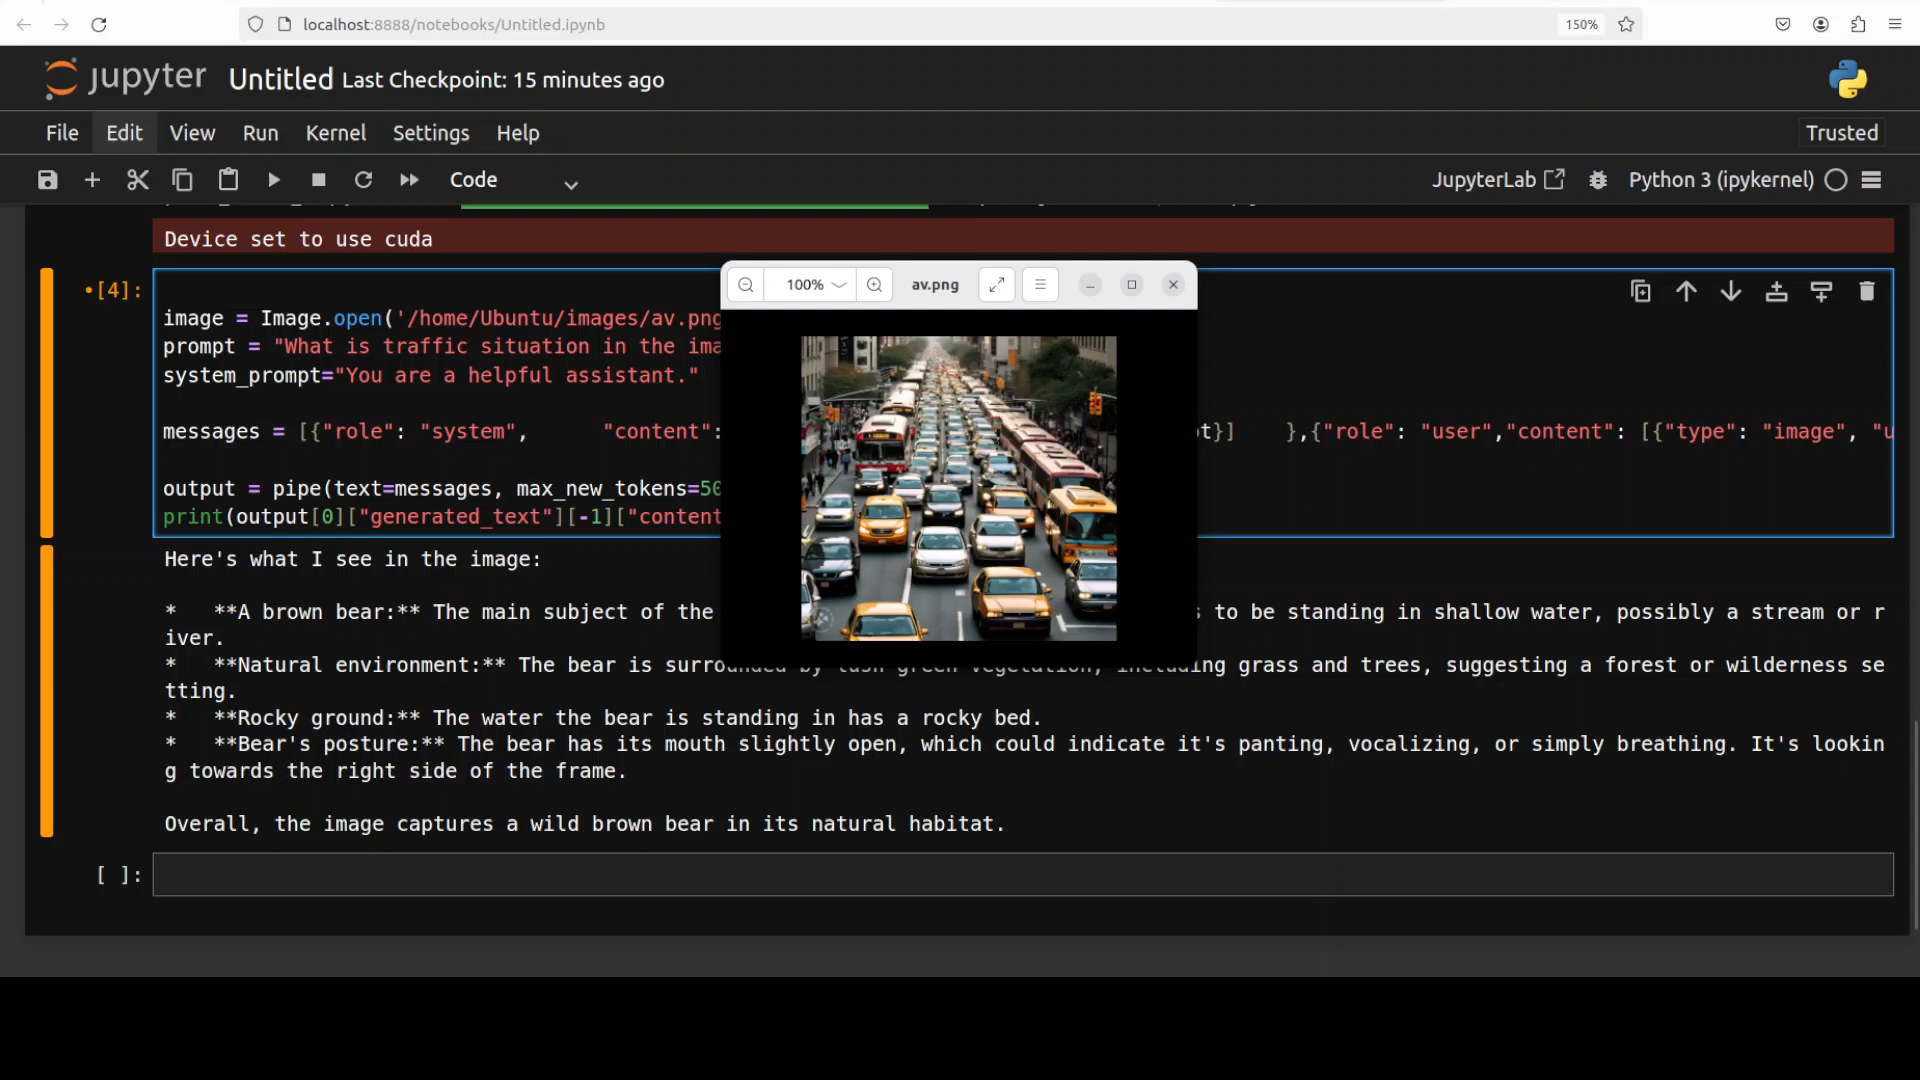 localhost:8888/notebooks/Untitled.ipynb
150%
jupyter Untitled Last Checkpoint: 15 minutes ago
File Edit View Run Kernel Settings Help
Trusted
Code
JupyterLab
Python 3 (ipykernel)
Device set to use cuda
100%
av.png
•[4]:
image = Image.open('/home/Ubuntu/images/av.png
prompt = "What is traffic situation in the ima
system_prompt="You are a helpful assistant."
messages = [{"role": "system", "content": t}] },{"role": "user","content": [{"type": "image", "u
output = pipe(text=messages, max_new_tokens=50
print(output[0]["generated_text"][-1]["content
Here's what I see in the image:
* **A brown bear:** The main subject of the s to be standing in shallow water, possibly a stream or r
iver.
* **Natural environment:** The bear is surrounded by lush green vegetation, including grass and trees, suggesting a forest or wilderness se
tting.
* **Rocky ground:** The water the bear is standing in has a rocky bed.
* **Bear's posture:** The bear has its mouth slightly open, which could indicate it's panting, vocalizing, or simply breathing. It's lookin
g towards the right side of the frame.
Overall, the image captures a wild brown bear in its natural habitat.
[ ]: